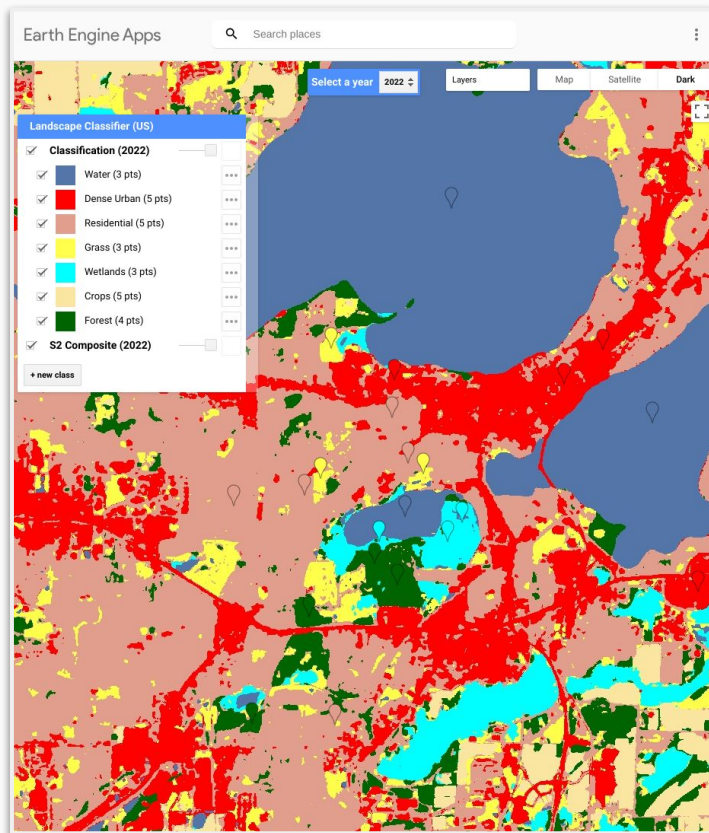 Earth Engine Apps
Search places
Select a year 2022
Layers
Map Satellite Dark
Landscape Classifier (US)
Classification (2022)
Water (3 pts)
Dense Urban (5 pts)
Residential (5 pts)
Grass (3 pts)
Wetlands (3 pts)
Crops (5 pts)
Forest (4 pts)
S2 Composite (2022)
+ new class